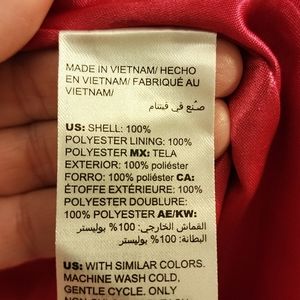 MADE IN VIETNAM/ HECHO
EN VIETNAM/ FABRIQUÉ AU
VIETNAM/
صُنع في فيتنام
US: SHELL: 100%
POLYESTER LINING: 100%
POLYESTER MX: TELA
EXTERIOR: 100% poliéster
FORRO: 100% poliéster CA:
ÉTOFFE EXTÉRIEURE: 100%
POLYESTER DOUBLURE:
100% POLYESTER AE/KW:
القماش الخارجي: 100% بوليستر
البطانة: 100% بوليستر
US: WITH SIMILAR COLORS.
MACHINE WASH COLD,
GENTLE CYCLE. ONLY